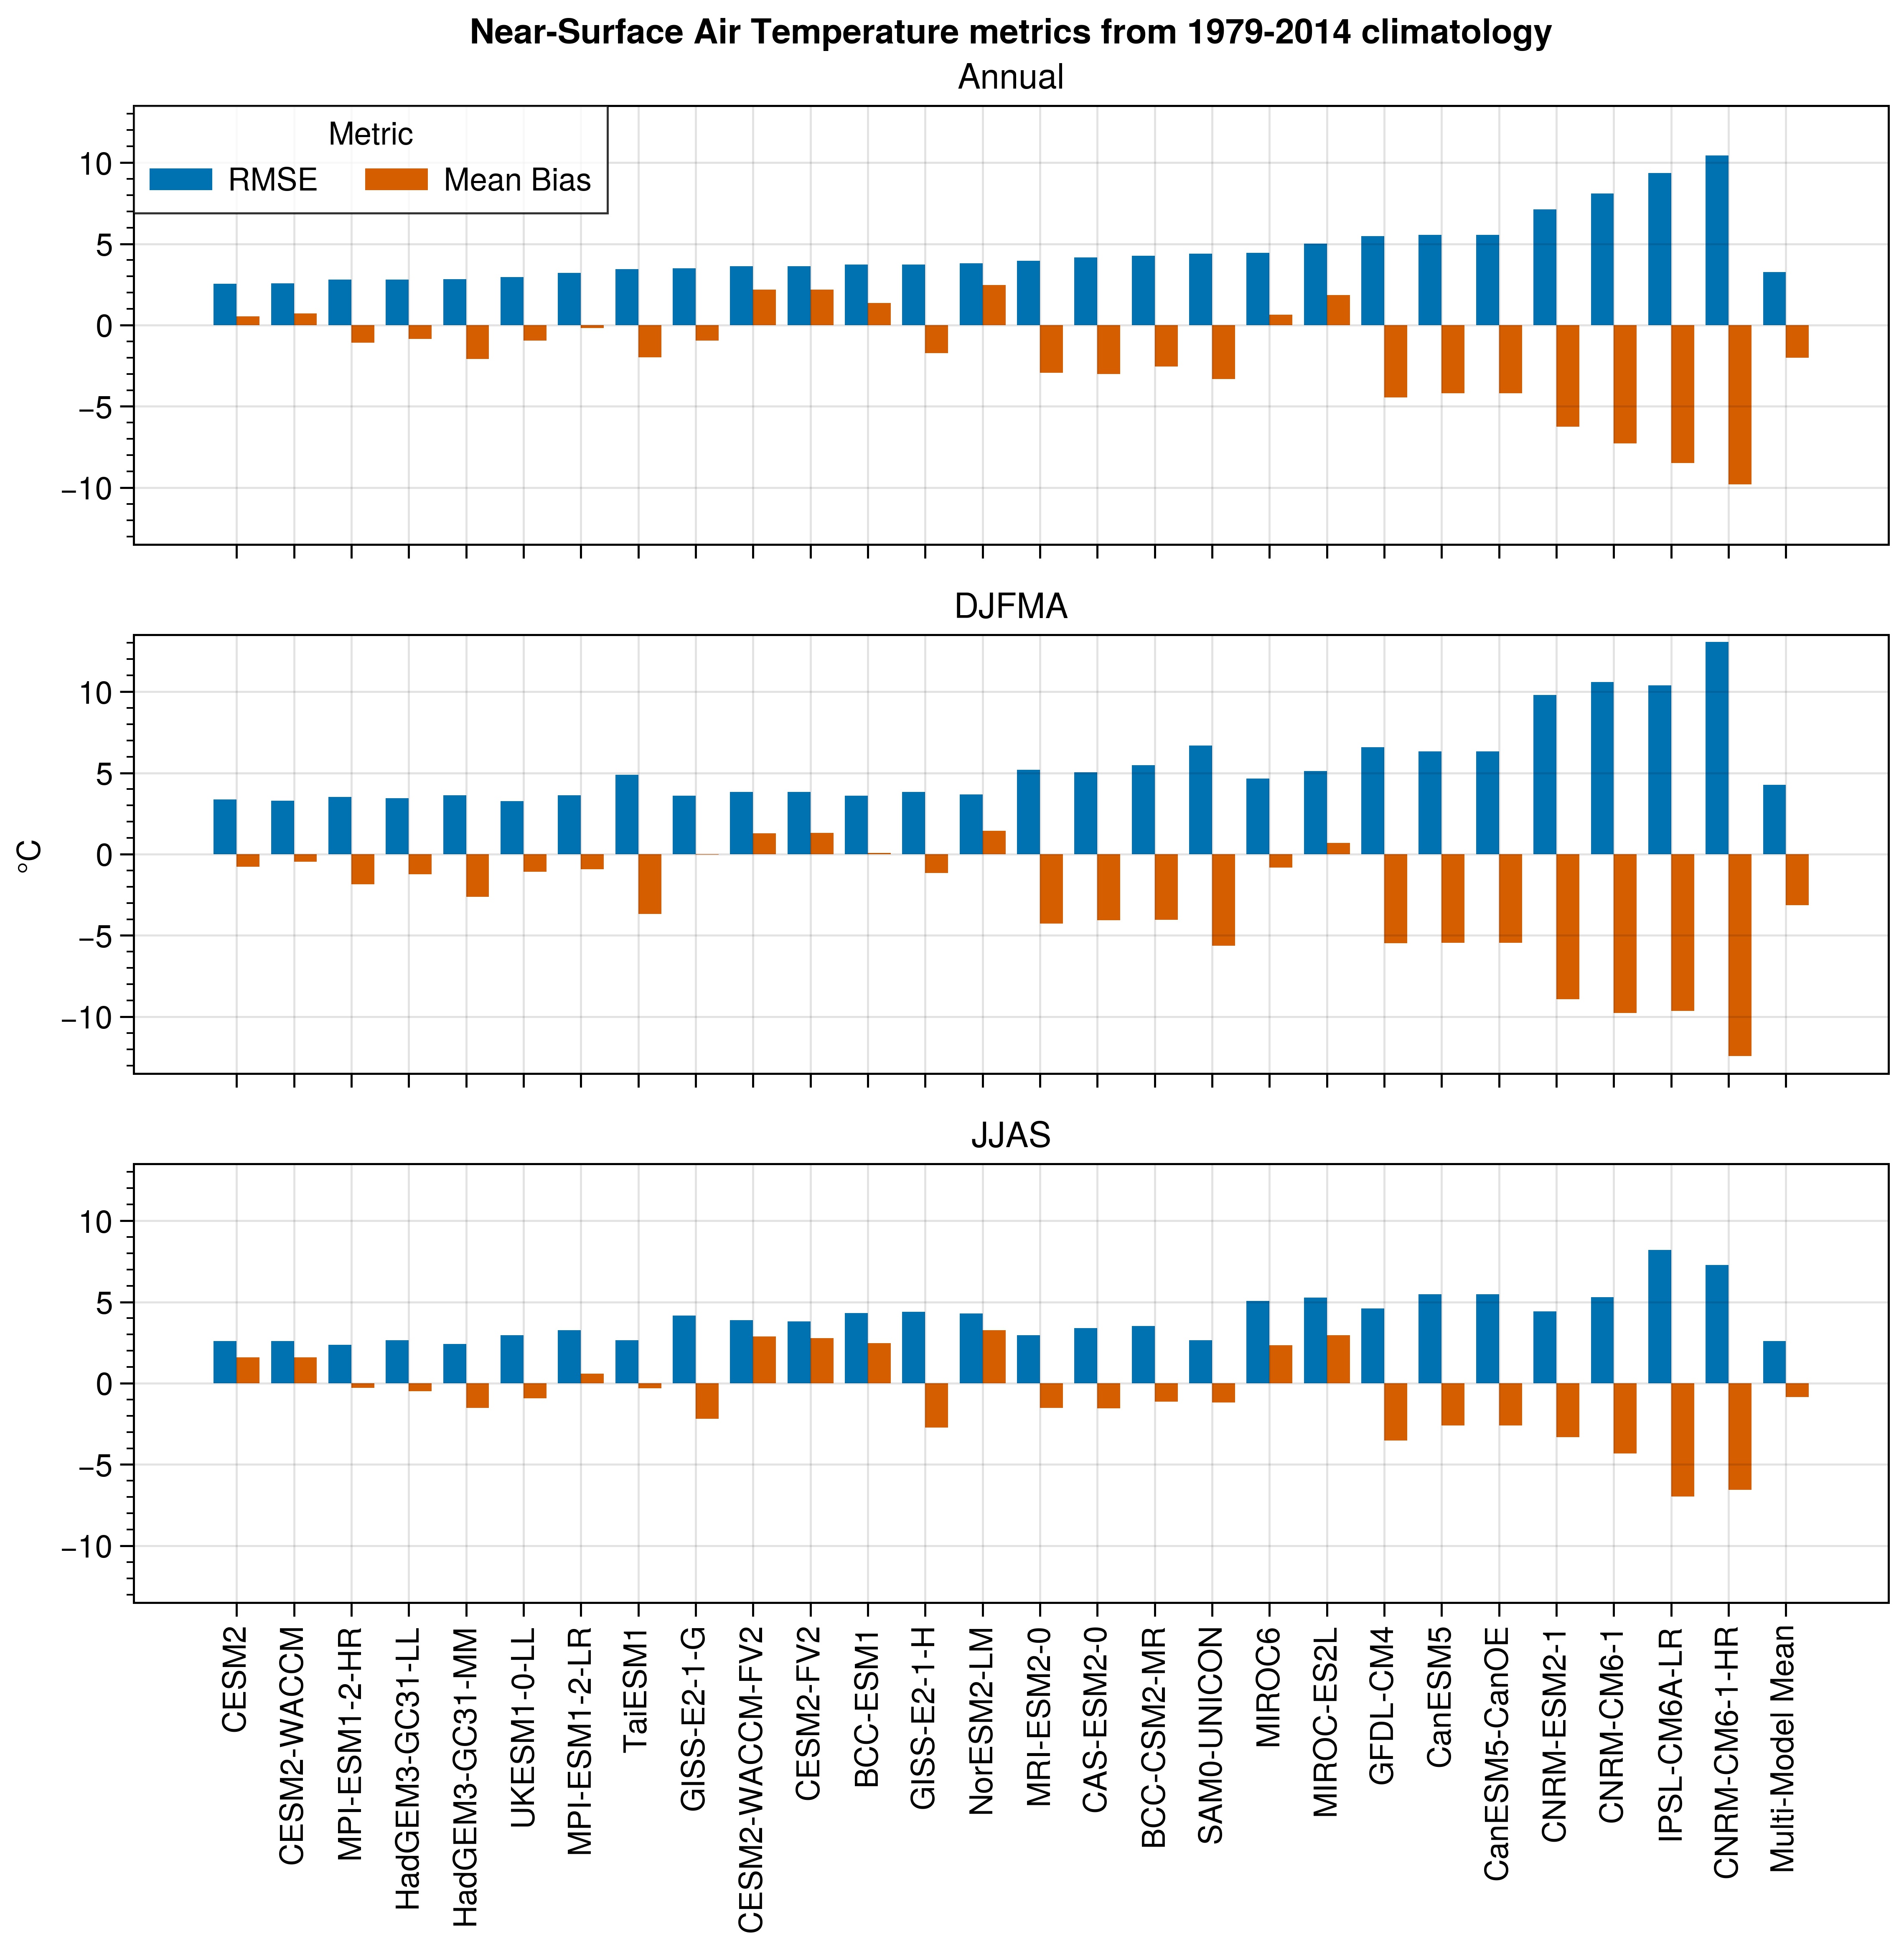 Near-Surface Air Temperature metrics from 1979-2014 climatology
Annual
Metric
RMSE Mean Bias
10
5
0
−5
−10
DJFMA
10
5
0
−5
−10
°C
JJAS
10
5
0
−5
−10
CESM2
CESM2-WACCM
MPI-ESM1-2-HR
HadGEM3-GC31-LL
HadGEM3-GC31-MM
UKESM1-0-LL
MPI-ESM1-2-LR
TaiESM1
GISS-E2-1-G
CESM2-WACCM-FV2
CESM2-FV2
BCC-ESM1
GISS-E2-1-H
NorESM2-LM
MRI-ESM2-0
CAS-ESM2-0
BCC-CSM2-MR
SAM0-UNICON
MIROC6
MIROC-ES2L
GFDL-CM4
CanESM5
CanESM5-CanOE
CNRM-ESM2-1
CNRM-CM6-1
IPSL-CM6A-LR
CNRM-CM6-1-HR
Multi-Model Mean